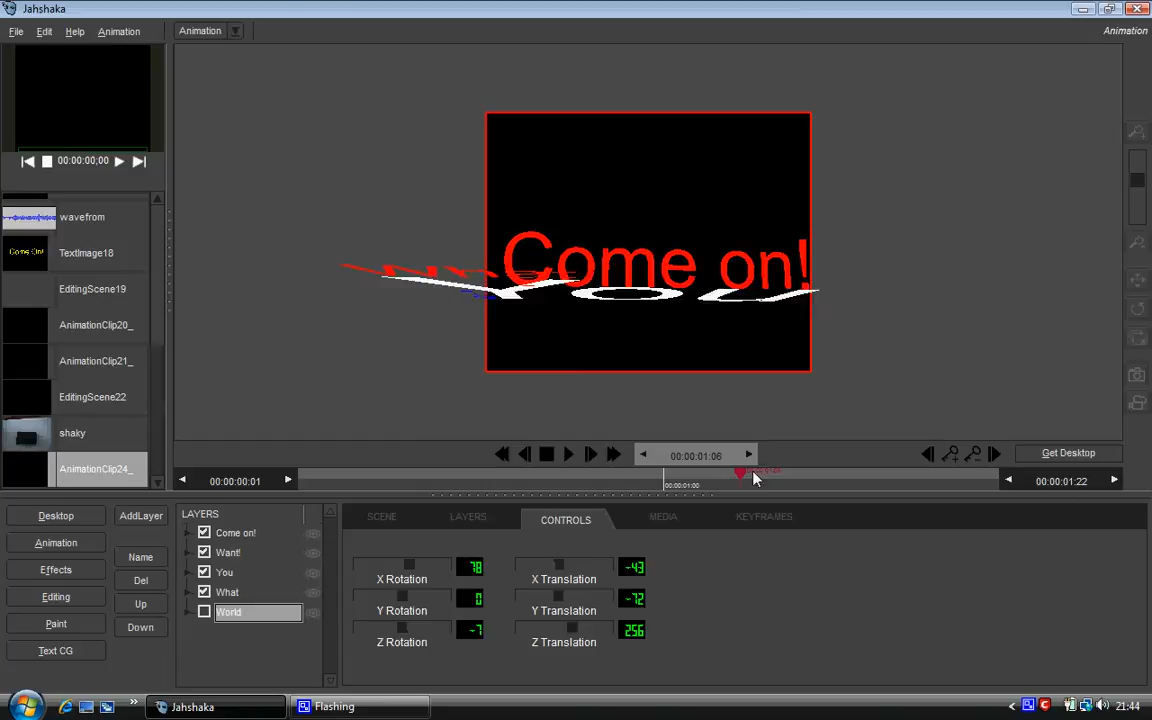 Jahshaka
File Edit Help Animation
Animation
Animation
00:00:00;00
wavefrom
Come On!
TextImage18
EditingScene19
AnimationClip20_
AnimationClip21_
EditingScene22
shaky
AnimationClip24_
Come on!
YOU
00:00:01:06
Get Desktop
00:00:00:01
00:00:01:00
00:00:01:22
Desktop
AddLayer
Animation
Name
Effects
Del
Editing
Up
Paint
Down
Text CG
LAYERS
Come on!
Want!
You
What
World
SCENE LAYERS CONTROLS MEDIA KEYFRAMES
X Rotation 78 X Translation -43
Y Rotation 0 Y Translation -72
Z Rotation -7 Z Translation 256
Jahshaka
Flashing
21:44